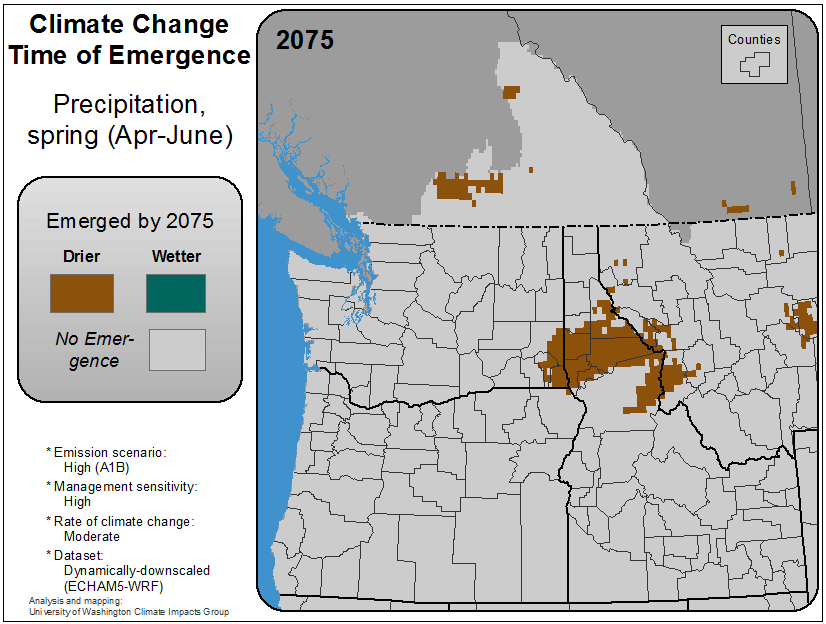 Climate Change
Time of Emergence
Precipitation,
spring (Apr-June)
Emerged by 2075
Drier
Wetter
No Emer-
gence
* Emission scenario:
High (A1B)
* Management sensitivity:
High
* Rate of climate change:
Moderate
* Dataset:
Dynamically-downscaled
(ECHAM5-WRF)
Analysis and mapping:
University of Washington Climate Impacts Group
2075
Counties